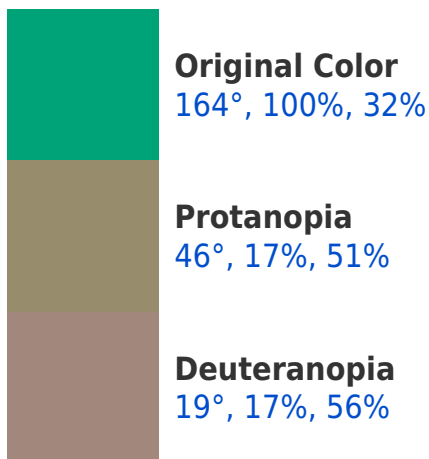 Original Color
164°, 100%, 32%
Protanopia
46°, 17%, 51%
Deuteranopia
19°, 17%, 56%